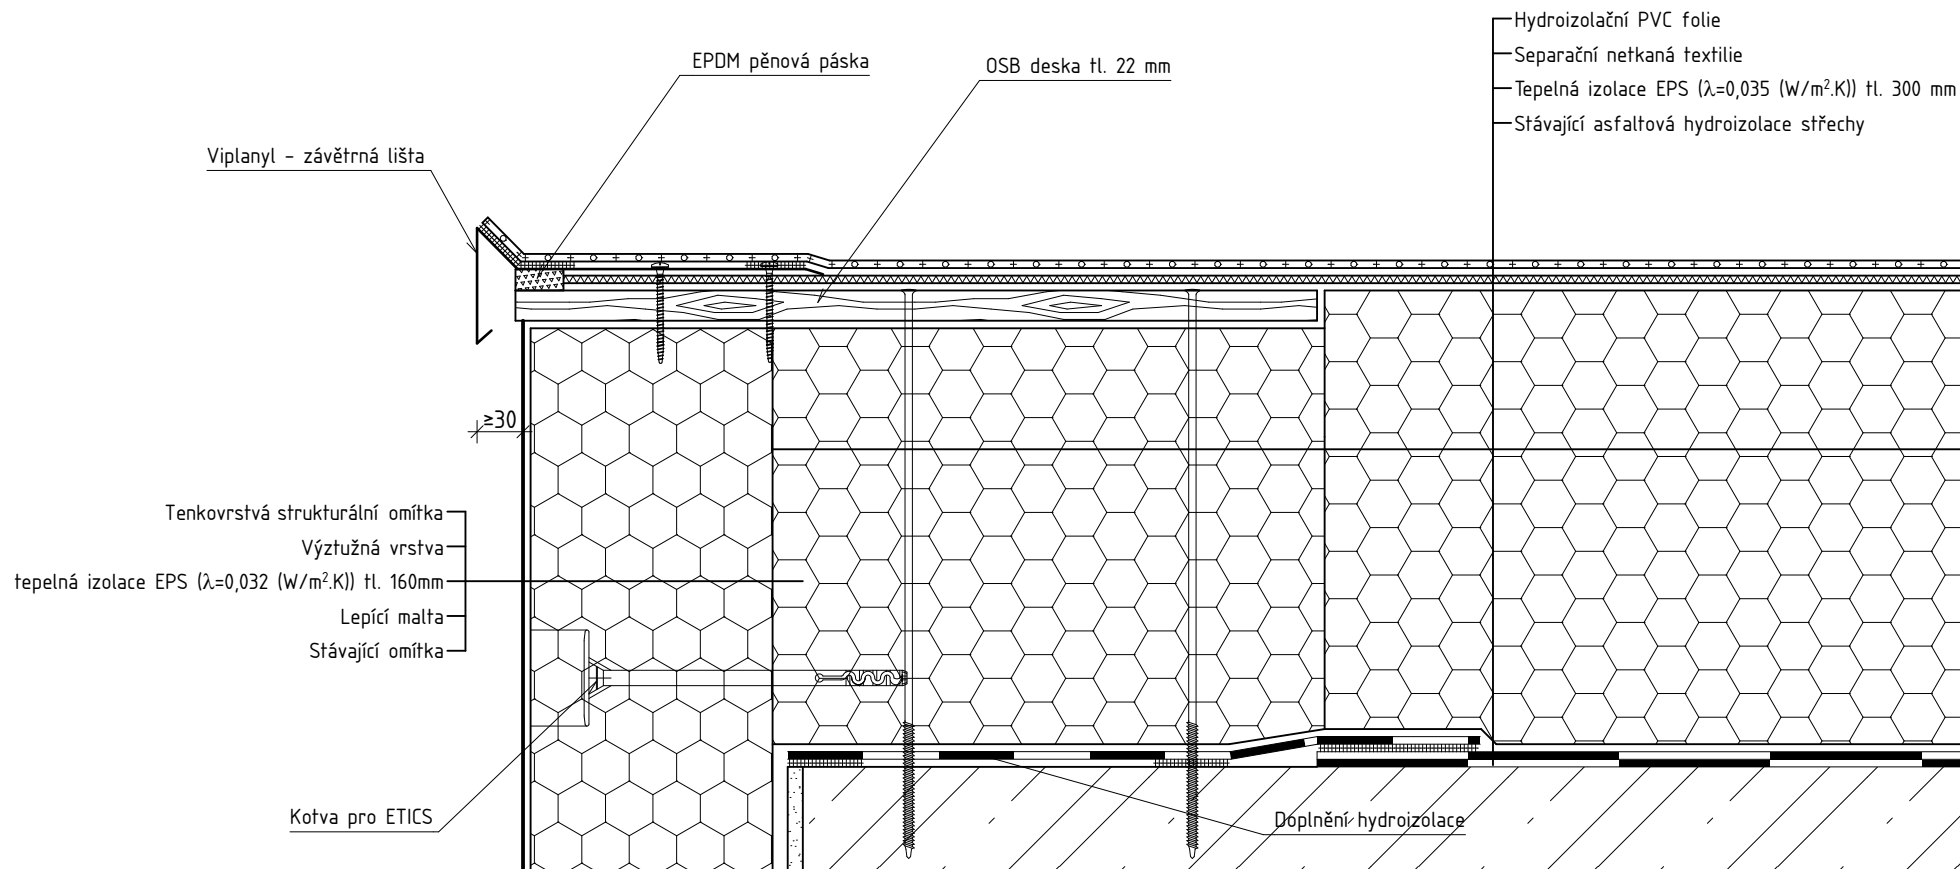 Hydroizolační PVC folie
Separační netkaná textilie
Tepelná izolace EPS (λ=0,035 (W/m².K)) tl. 300 mm
Stávající asfaltová hydroizolace střechy
EPDM pěnová páska
OSB deska tl. 22 mm
Viplanyl - závětrná lišta
≥30
Tenkovrstvá strukturální omítka
Výztužná vrstva
tepelná izolace EPS (λ=0,032 (W/m².K)) tl. 160mm
Lepící malta
Stávající omítka
Kotva pro ETICS
Doplnění hydroizolace